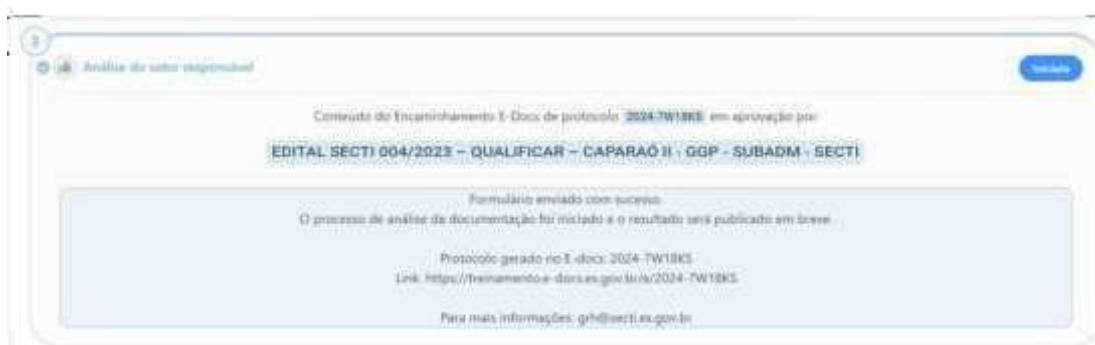 3
Análise do setor responsável
Iniciado
Conteúdo do Encaminhamento E-Docs de protocolo 2024-7W18KS em aprovação por:
EDITAL SECTI 004/2023 – QUALIFICAR – CAPARAÓ II - GGP - SUBADM - SECTI
Formulário enviado com sucesso.
O processo de análise da documentação foi iniciado e o resultado será publicado em breve
Protocolo gerado no E-docs: 2024-7W18KS
Link: https://treinamento.e-docs.es.gov.br/e/2024-7W18KS
Para mais informações: grh@secti.es.gov.br